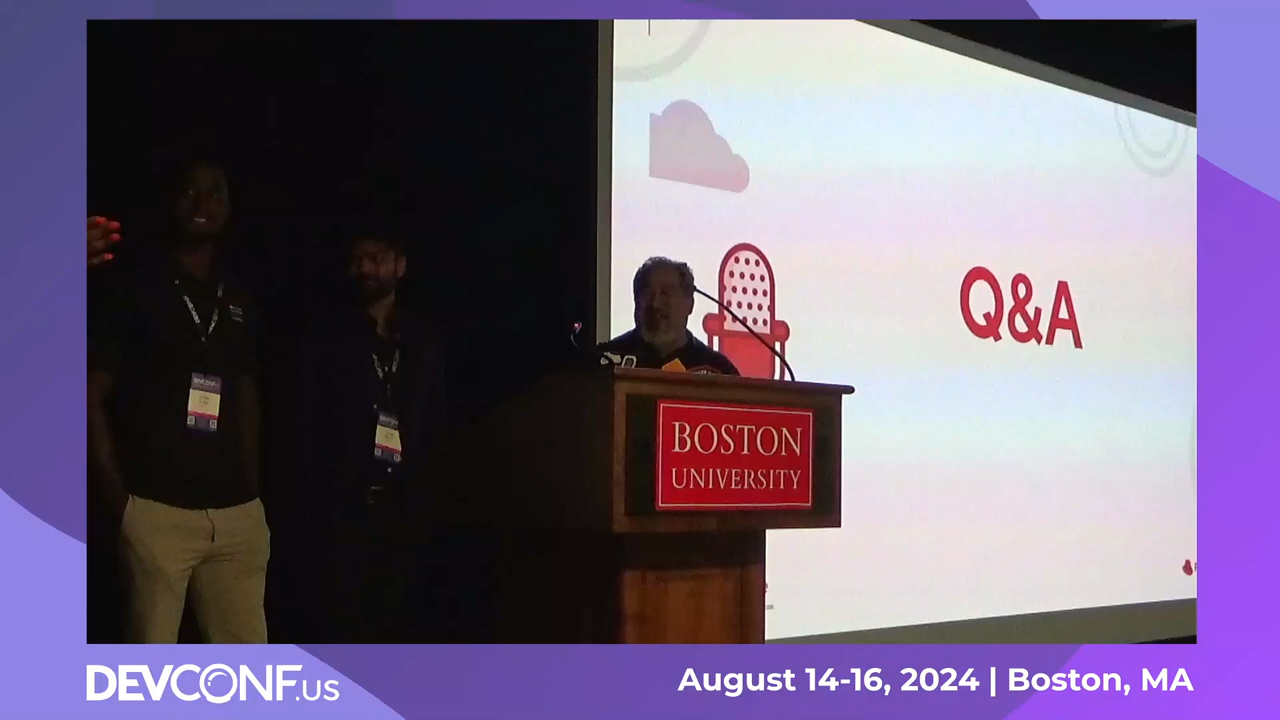 Q&A
BOSTON
UNIVERSITY
DEVCONF.US
August 14-16, 2024 | Boston, MA